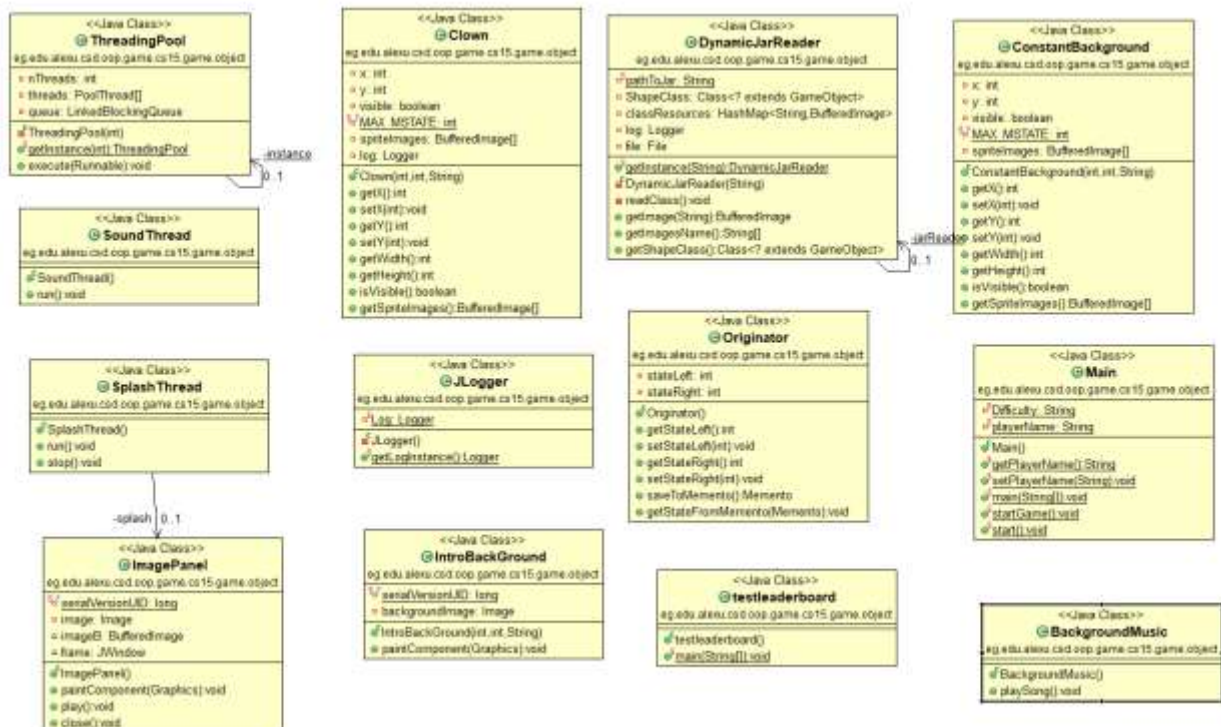 <<Java Class>>
ThreadingPool
eg.edu.alexu.csd.oop.game.cs15.game.object
nThreads: int
threads: PoolThread[]
queue: LinkedBlockingQueue
ThreadingPool(int)
getInstance(int):ThreadingPool
execute(Runnable):void
-instance
0..1
<<Java Class>>
SoundThread
eg.edu.alexu.csd.oop.game.cs15.game.object
SoundThread()
run():void
<<Java Class>>
SplashThread
eg.edu.alexu.csd.oop.game.cs15.game.object
SplashThread()
run():void
stop():void
-splash 0..1
<<Java Class>>
ImagePanel
eg.edu.alexu.csd.oop.game.cs15.game.object
serialVersionUID: long
image: Image
imageB: BufferedImage
frame: JWindow
ImagePanel()
paintComponent(Graphics):void
play():void
close():void
<<Java Class>>
Clown
eg.edu.alexu.csd.oop.game.cs15.game.object
x: int
y: int
visible: boolean
MAX_MSTATE: int
spriteImages: BufferedImage[]
log: Logger
Clown(int,int,String)
getX():int
setX(int):void
getY():int
setY(int):void
getWidth():int
getHeight():int
isVisible():boolean
getSpriteImages():BufferedImage[]
<<Java Class>>
JLogger
eg.edu.alexu.csd.oop.game.cs15.game.object
Log: Logger
JLogger()
getLogInstance():Logger
<<Java Class>>
IntroBackGround
eg.edu.alexu.csd.oop.game.cs15.game.object
serialVersionUID: long
backgroundImage: Image
IntroBackGround(int,int,String)
paintComponent(Graphics):void
<<Java Class>>
DynamicJarReader
eg.edu.alexu.csd.oop.game.cs15.game.object
pathToJar: String
ShapeClass: Class<? extends GameObject>
classResources: HashMap<String,BufferedImage>
log: Logger
file: File
getInstance(String):DynamicJarReader
DynamicJarReader(String)
readClass():void
getImage(String):BufferedImage
getImagesName():String[]
getShapeClass():Class<? extends GameObject>
-jarReader
0..1
<<Java Class>>
Originator
eg.edu.alexu.csd.oop.game.cs15.game.object
stateLeft: int
stateRight: int
Originator()
getStateLeft():int
setStateLeft(int):void
getStateRight():int
setStateRight(int):void
saveToMemento():Memento
getStateFromMemento(Memento):void
<<Java Class>>
testleaderboard
eg.edu.alexu.csd.oop.game.cs15.game.object
testleaderboard()
main(String[]):void
<<Java Class>>
ConstantBackground
eg.edu.alexu.csd.oop.game.cs15.game.object
x: int
y: int
visible: boolean
MAX_MSTATE: int
spriteImages: BufferedImage[]
ConstantBackground(int,int,String)
getX():int
setX(int):void
getY():int
setY(int):void
getWidth():int
getHeight():int
isVisible():boolean
getSpriteImages():BufferedImage[]
<<Java Class>>
Main
eg.edu.alexu.csd.oop.game.cs15.game.object
Difficulty: String
playerName: String
Main()
getPlayerName():String
setPlayerName(String):void
main(String[]):void
startGame():void
start():void
<<Java Class>>
BackgroundMusic
eg.edu.alexu.csd.oop.game.cs15.game.object
BackgroundMusic()
playSong():void